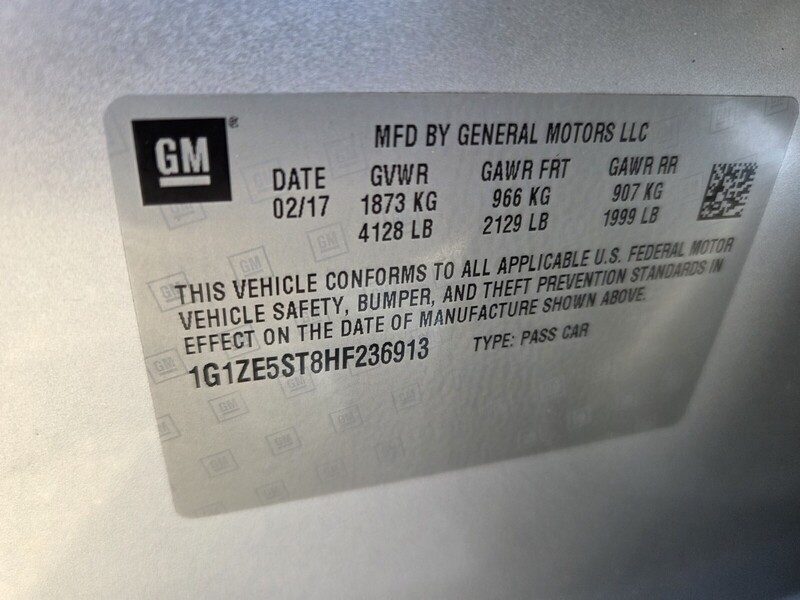 GM®
MFD BY GENERAL MOTORS LLC
DATE GVWR GAWR FRT GAWR RR
02/17 1873 KG 966 KG 907 KG
4128 LB 2129 LB 1999 LB
THIS VEHICLE CONFORMS TO ALL APPLICABLE U.S. FEDERAL MOTOR
VEHICLE SAFETY, BUMPER, AND THEFT PREVENTION STANDARDS IN
EFFECT ON THE DATE OF MANUFACTURE SHOWN ABOVE.
1G1ZE5ST8HF236913 TYPE: PASS CAR